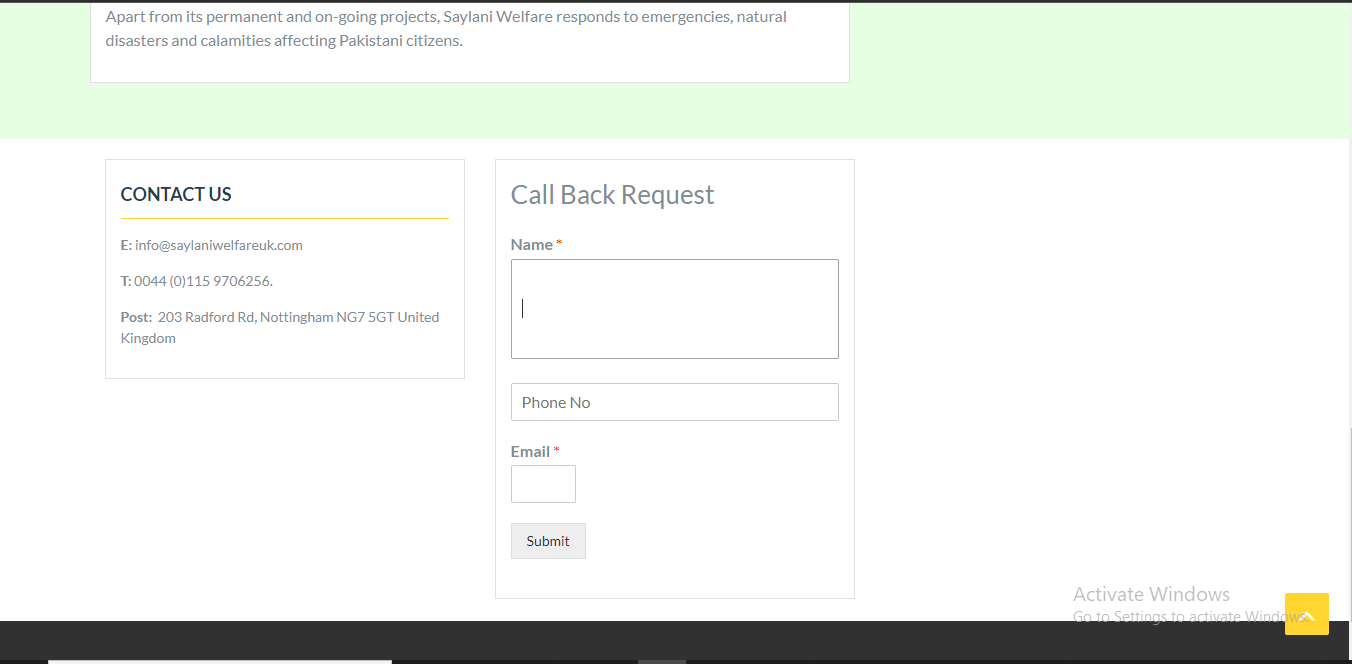 Apart from its permanent and on-going projects, Saylani Welfare responds to emergencies, natural
disasters and calamities affecting Pakistani citizens.
CONTACT US
E: info@saylaniwelfareuk.com
T: 0044 (0)115 9706256.
Post: 203 Radford Rd, Nottingham NG7 5GT United
Kingdom
Call Back Request
Name *
Phone No
Email *
Submit
Activate Windows
Go to Settings to activate Windows.